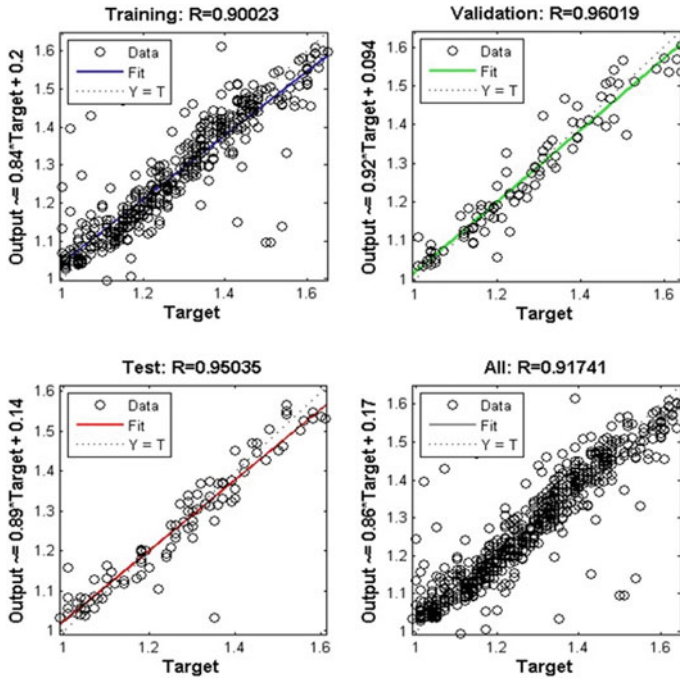 Training: R=0.90023
Output ~= 0.84*Target + 0.2
1.6
1.5
1.4
1.3
1.2
1.1
1
Data
Fit
Y = T
1
1.2
1.4
1.6
Target
Validation: R=0.96019
Output ~= 0.92*Target + 0.094
1.6
1.5
1.4
1.3
1.2
1.1
1
Data
Fit
Y = T
1
1.2
1.4
1.6
Target
Test: R=0.95035
Output ~= 0.89*Target + 0.14
1.6
1.5
1.4
1.3
1.2
1.1
1
Data
Fit
Y = T
1
1.2
1.4
1.6
Target
All: R=0.91741
Output ~= 0.86*Target + 0.17
1.6
1.5
1.4
1.3
1.2
1.1
1
Data
Fit
Y = T
1
1.2
1.4
1.6
Target